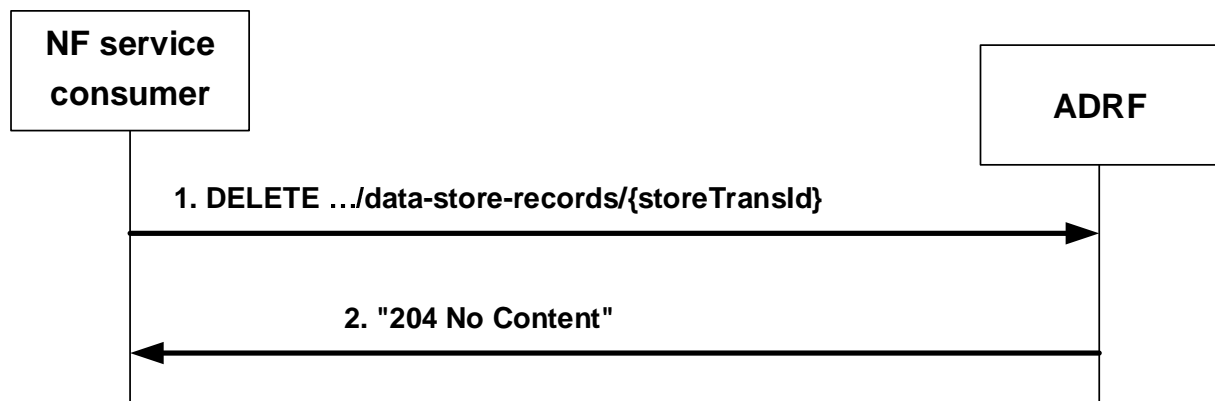 NF service
consumer
ADRF
1. DELETE …/data-store-records/{storeTransId}
2. "204 No Content"